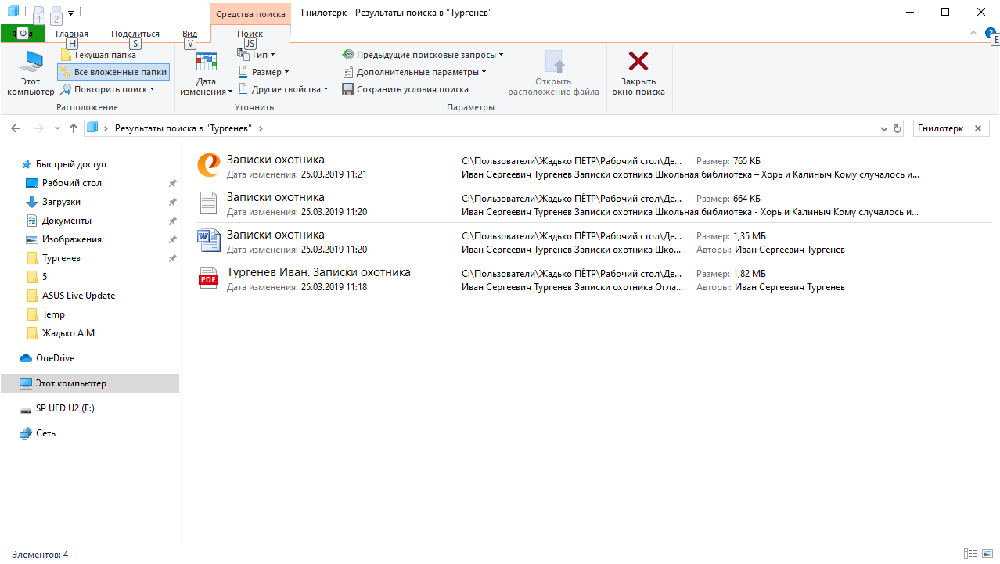 Средства поиска
Гнилотерк - Результаты поиска в "Тургенев"
1
2
Ф
Главная
Поделиться
Вид
Поиск
H
S
V
JS
E
Этот компьютер
Текущая папка
Все вложенные папки
Повторить поиск
Расположение
Дата изменения
Тип
Размер
Другие свойства
Уточнить
Предыдущие поисковые запросы
Дополнительные параметры
Сохранить условия поиска
Открыть расположение файла
Параметры
Закрыть окно поиска
Результаты поиска в "Тургенев"
Гнилотерк
Быстрый доступ
Рабочий стол
Загрузки
Документы
Изображения
Тургенев
5
ASUS Live Update
Temp
Жадько А.М
OneDrive
Этот компьютер
SP UFD U2 (E:)
Сеть
Записки охотника
C:\Пользователи\Жадько ПЁТР\Рабочий стол\Де... Размер: 765 КБ
Дата изменения: 25.03.2019 11:21
Иван Сергеевич Тургенев Записки охотника Школьная библиотека – Хорь и Калиныч Кому случалось и...
Записки охотника
C:\Пользователи\Жадько ПЁТР\Рабочий стол\Де... Размер: 664 КБ
Дата изменения: 25.03.2019 11:20
Иван Сергеевич Тургенев Записки охотника Школьная библиотека - Хорь и Калиныч Кому случалось и...
Записки охотника
C:\Пользователи\Жадько ПЁТР\Рабочий стол\Де... Размер: 1,35 МБ
Дата изменения: 25.03.2019 11:20
Иван Сергеевич Тургенев Записки охотника Шко... Авторы: Иван Сергеевич Тургенев
PDF
Тургенев Иван. Записки охотника
C:\Пользователи\Жадько ПЁТР\Рабочий стол\Де... Размер: 1,82 МБ
Дата изменения: 25.03.2019 11:18
Иван Сергеевич Тургенев Записки охотника Огла... Авторы: Иван Сергеевич Тургенев
Элементов: 4